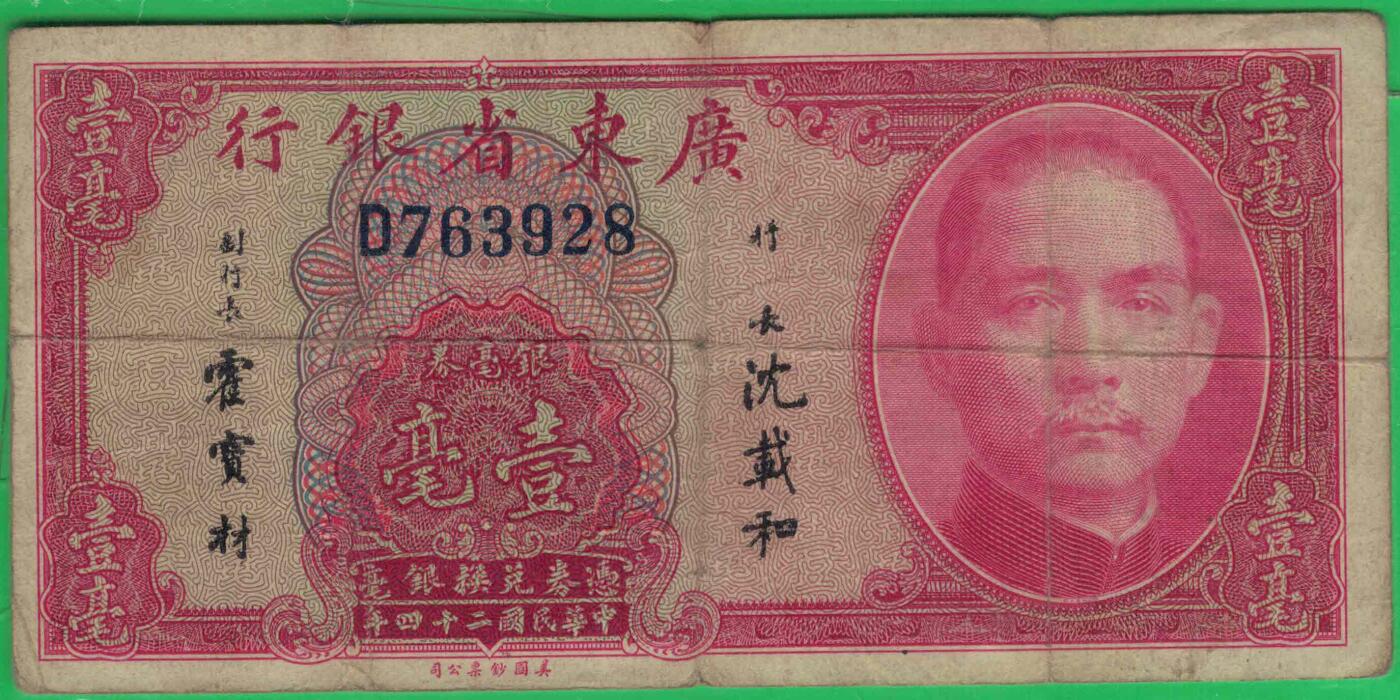 廣東省銀行
D763928
銀毫券
壹毫
憑券兌換銀毫
中華民國二十四年
美國鈔票公司
行長
沈載和
副行長
霍寶材
壹毫
壹毫
壹毫
壹毫